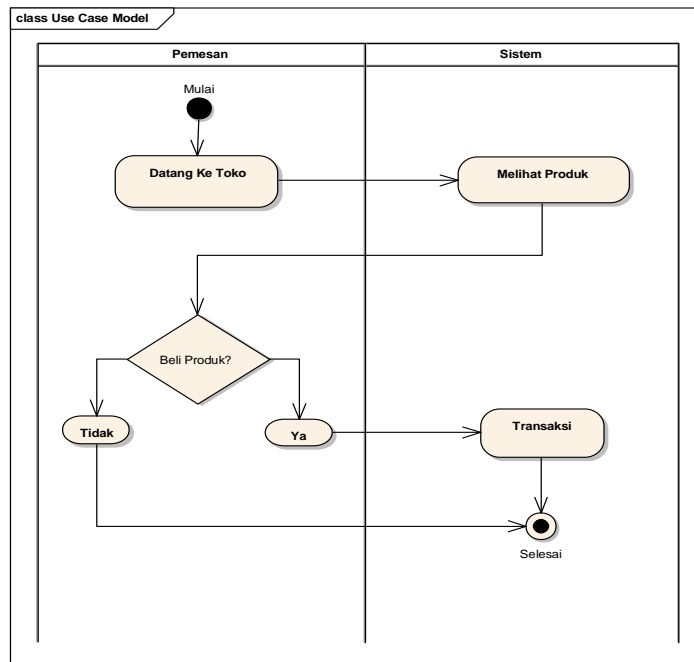 class Use Case Model
Pemesan
Sistem
Mulai
Datang Ke Toko
Melihat Produk
Beli Produk?
Tidak
Ya
Transaksi
Selesai